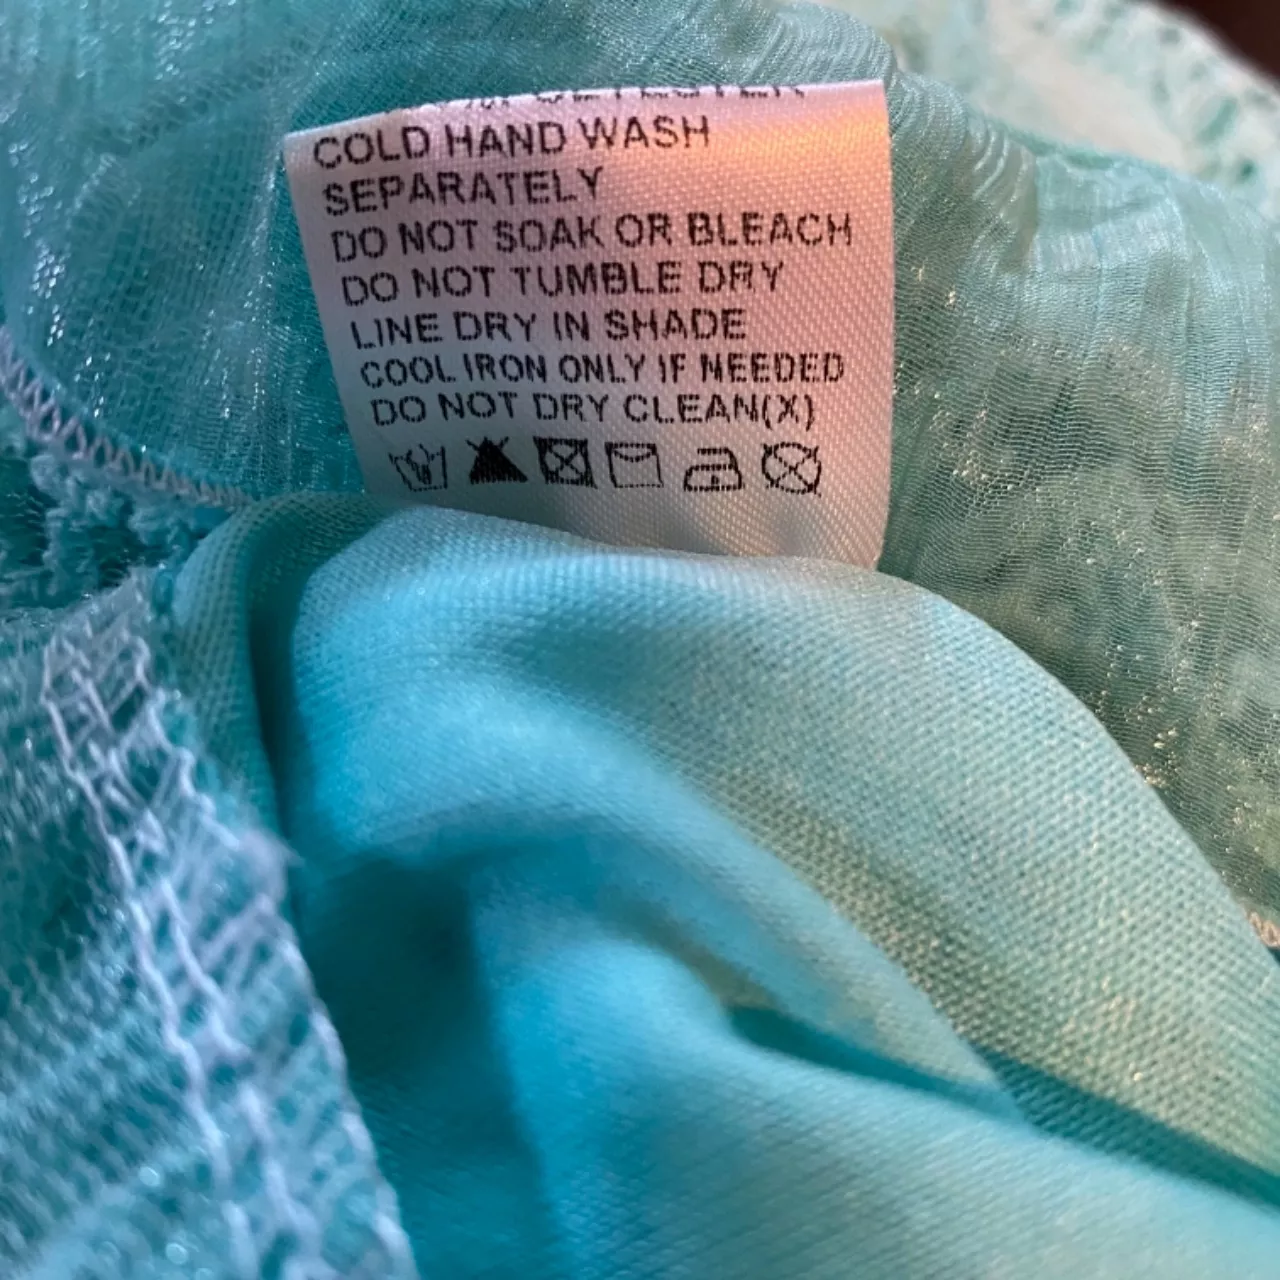 COLD HAND WASH
SEPARATELY
DO NOT SOAK OR BLEACH
DO NOT TUMBLE DRY
LINE DRY IN SHADE
COOL IRON ONLY IF NEEDED
DO NOT DRY CLEAN(X)